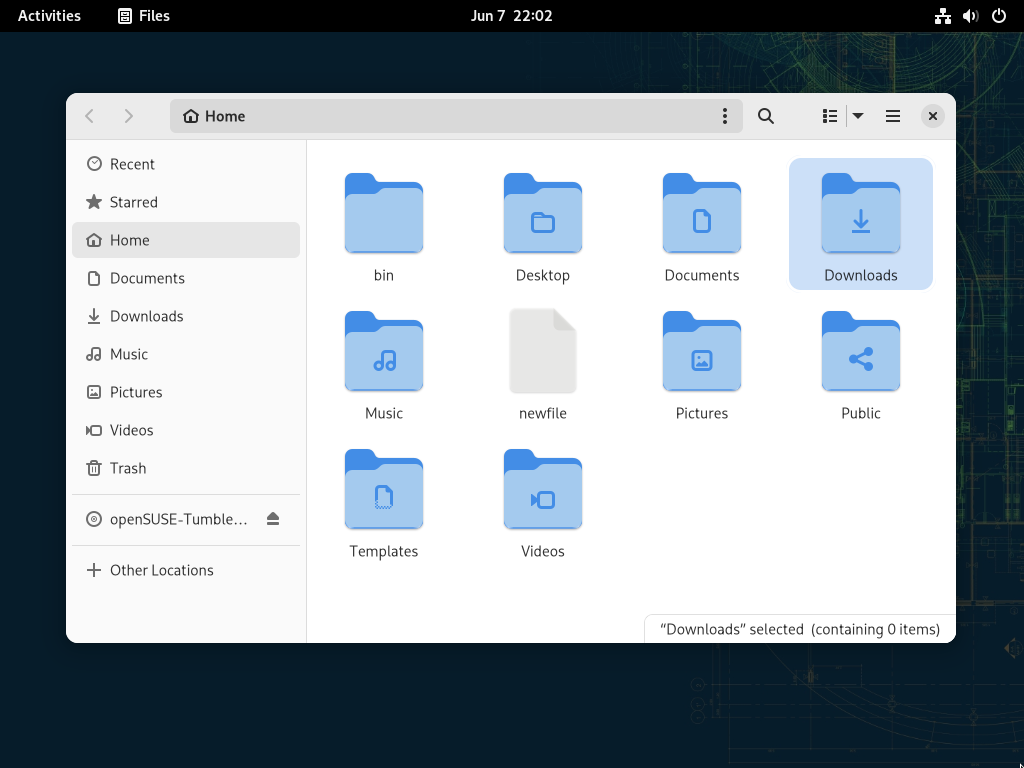 Activities Files Jun 7 22:02
Home
Recent
Starred
Home
Documents
Downloads
Music
Pictures
Videos
Trash
openSUSE-Tumble...
Other Locations
bin Desktop Documents Downloads
Music newfile Pictures Public
Templates Videos
“Downloads” selected (containing 0 items)